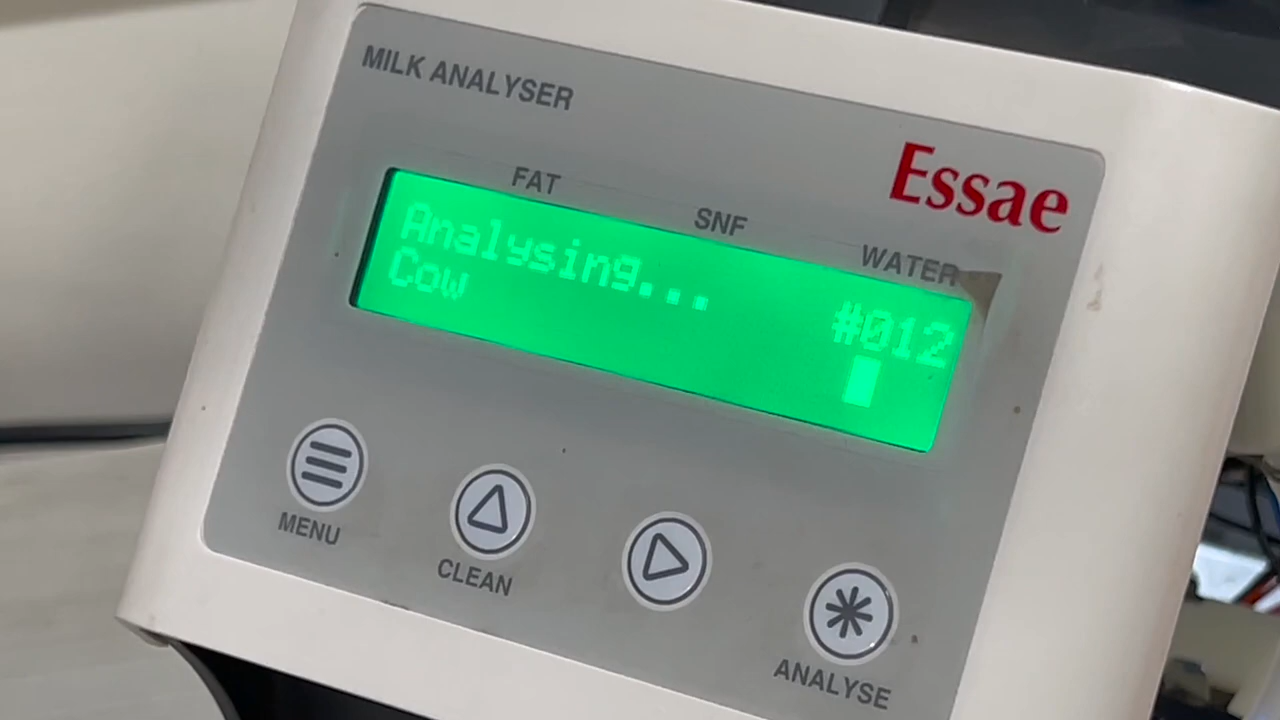 MILK ANALYSER
Essae
FAT SNF WATER
Analysing... #012
Cow
MENU
CLEAN
ANALYSE